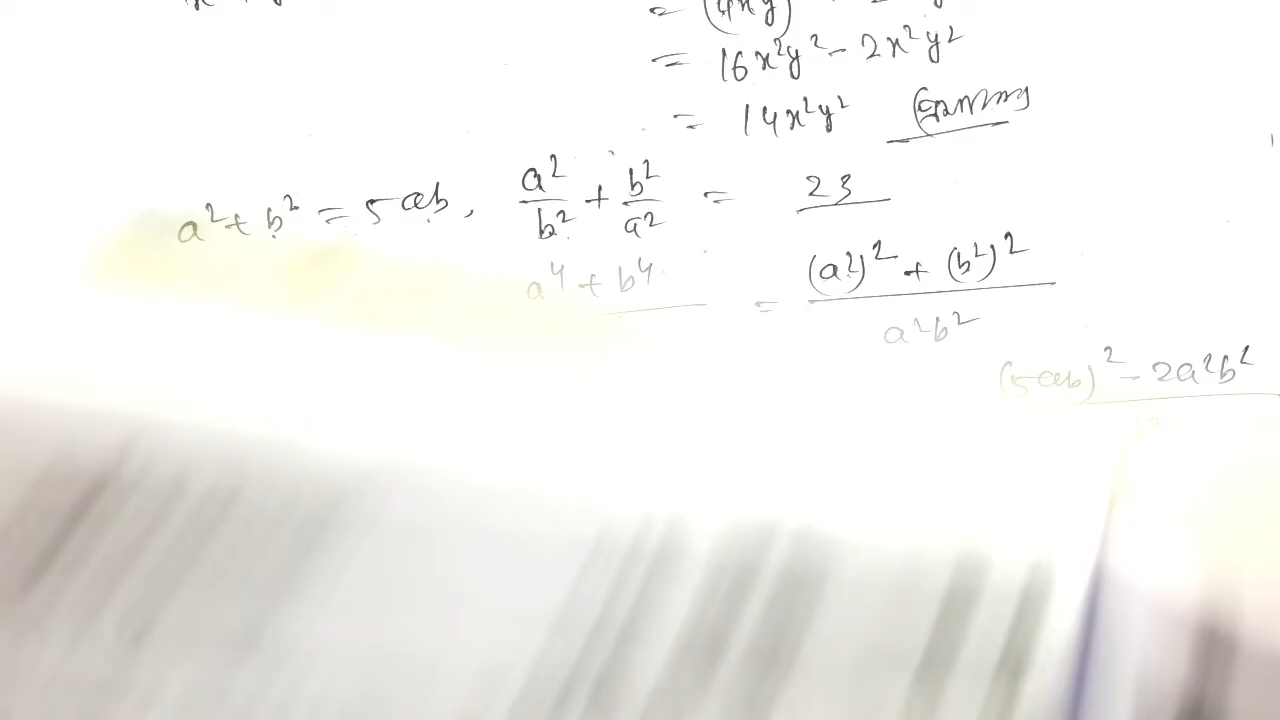 = 16x²y² - 2x²y²
= 14x²y²
a² + b² = 5ab, a²/b² + b²/a² = 23
a⁴ + b⁴ = (a²)² + (b²)²/a²b²
(5ab)² - 2a²b²